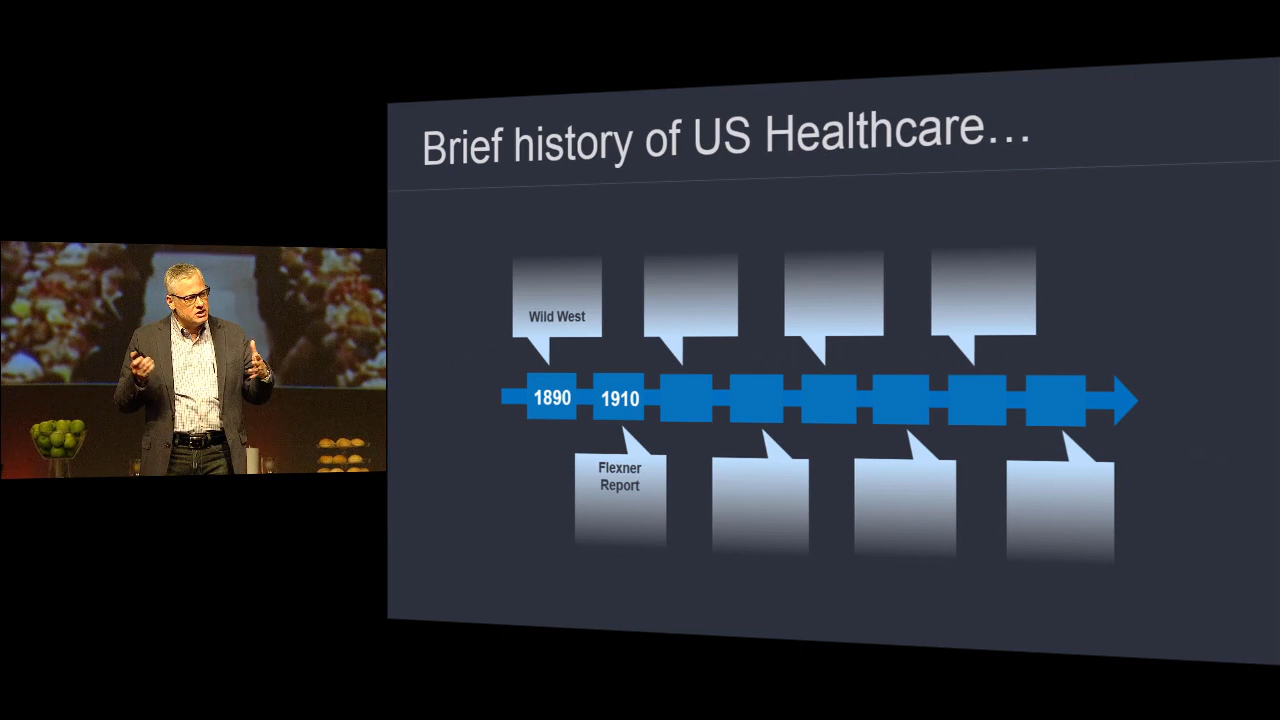 Brief history of US Healthcare…
Wild West
1890
1910
Flexner
Report